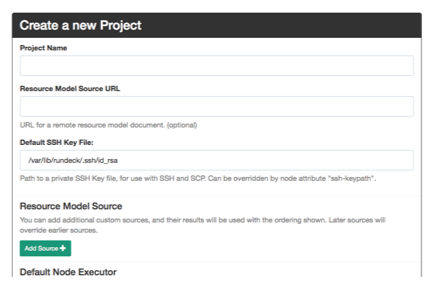 Create a new Project
Project Name
Resource Model Source URL
URL for a remote resource model document. (optional)
Default SSH Key File:
/var/lib/rundeck/.ssh/id_rsa
Path to a private SSH Key file, for use with SSH and SCP. Can be overridden by node attribute "ssh-keypath".
Resource Model Source
You can add additional custom sources, and their results will be used with the ordering shown. Later sources will
override earlier sources.
Add Source +
Default Node Executor